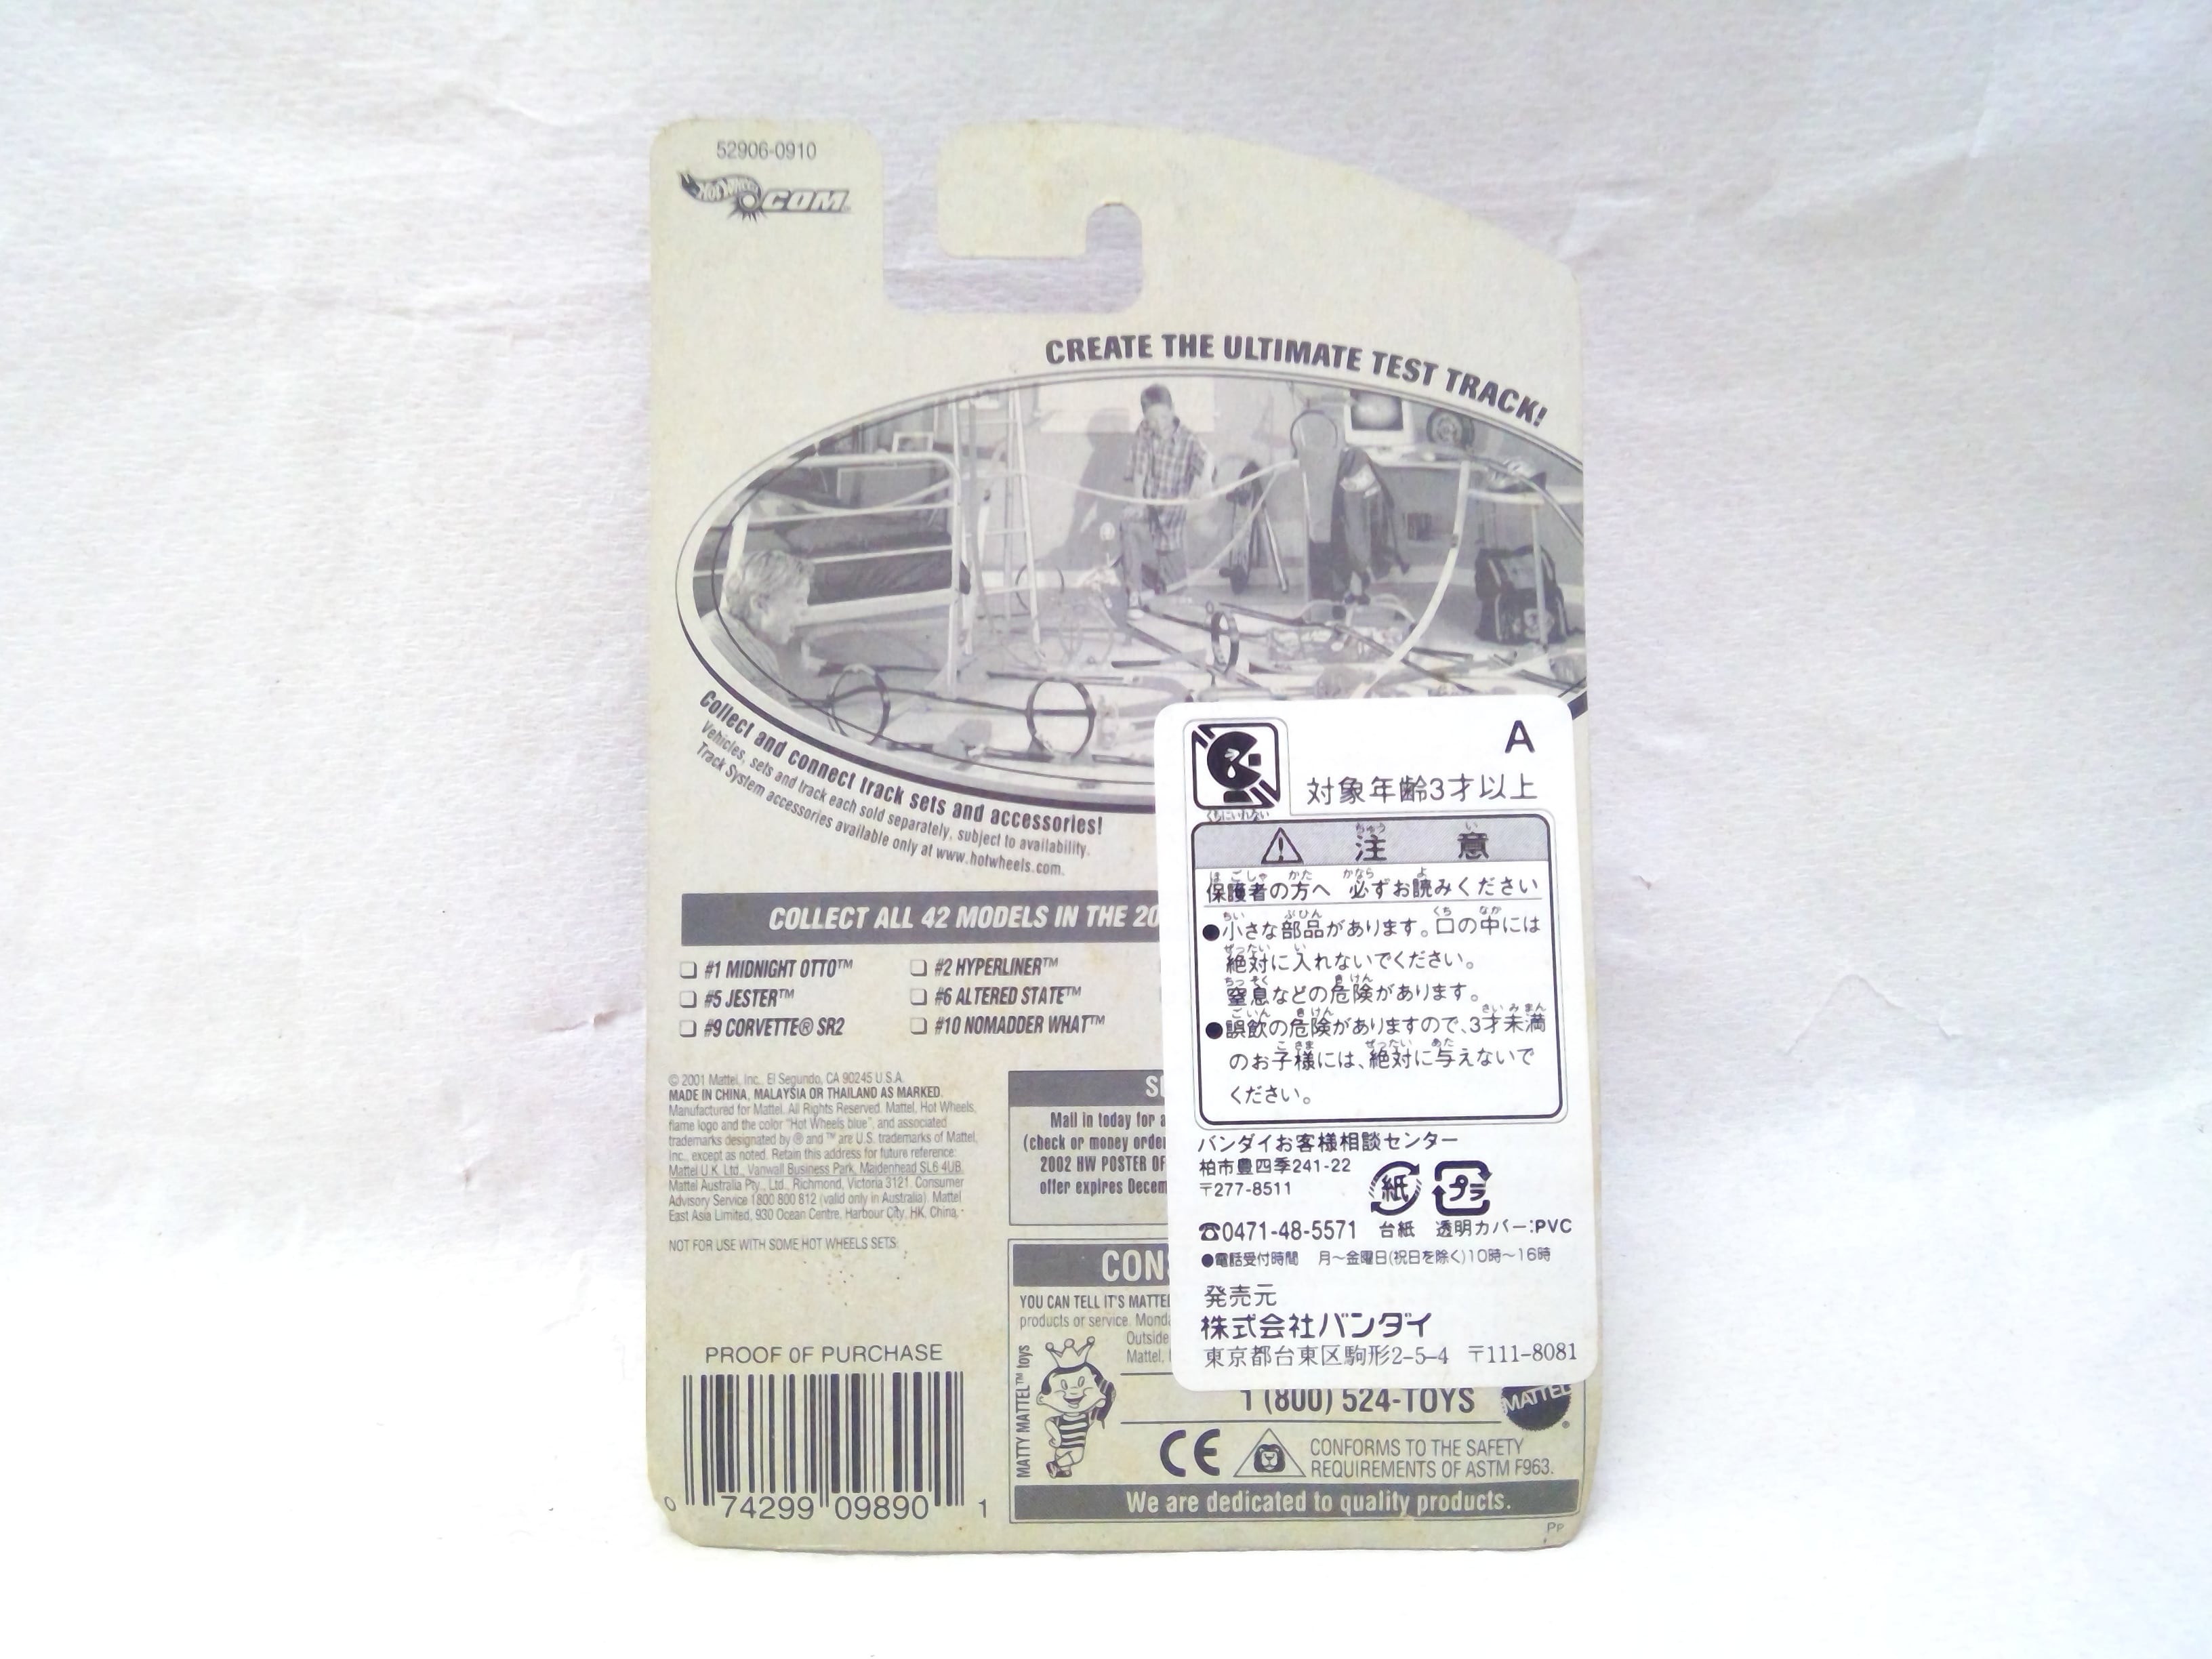 52906-0910
HOT WHEELS .COM™
CREATE THE ULTIMATE TEST TRACK!
Collect and connect track sets and accessories!
Vehicles, sets and track each sold separately, subject to availability.
Track System accessories available only at www.hotwheels.com.
COLLECT ALL 42 MODELS IN THE 20
#1 MIDNIGHT OTTO™
#2 HYPERLINER™
#5 JESTER™
#6 ALTERED STATE™
#9 CORVETTE® SR2
#10 NOMADDER WHAT™
© 2001 Mattel, Inc. El Segundo, CA 90245 U.S.A.
MADE IN CHINA, MALAYSIA OR THAILAND AS MARKED.
Manufactured for Mattel. All Rights Reserved. Mattel, Hot Wheels,
flame logo and the color "Hot Wheels blue", and associated
trademarks designated by ® and ™ are U.S. trademarks of Mattel,
Inc., except as noted. Retain this address for future reference:
Mattel U.K. Ltd., Vanwall Business Park, Maidenhead SL6 4UB.
Mattel Australia Pty., Ltd., Richmond, Victoria 3121. Consumer
Advisory Service 1 800 800 812 (valid only in Australia). Mattel
East Asia Limited, 930 Ocean Centre, Harbour City, HK, China.
NOT FOR USE WITH SOME HOT WHEELS SETS.
Mail in today for a
(check or money orde
2002 HW POSTER OF
offer expires Decem
CONS
YOU CAN TELL IT'S MATTEL
products or service. Monda
Outside
Mattel,
MATTY MATTEL™ toys
1 (800) 524-TOYS
MATTEL
®
CE
CONFORMS TO THE SAFETY
REQUIREMENTS OF ASTM F963.
We are dedicated to quality products.
PP
PROOF OF PURCHASE
0 74299 09890 1
A
対象年齢3才以上
くちにいれない
注意
保護者の方へ 必ずお読みください
●小さな部品があります。口の中には
絶対に入れないでください。
窒息などの危険があります。
●誤飲の危険がありますので、3才未満
のお子様には、絶対に与えないで
ください。
バンダイお客様相談センター
柏市豊四季241-22
〒277-8511
紙 プラ
☎0471-48-5571 台紙 透明カバー:PVC
●電話受付時間 月～金曜日(祝日を除く)10時～16時
発売元
株式会社バンダイ
東京都台東区駒形2-5-4 〒111-8081